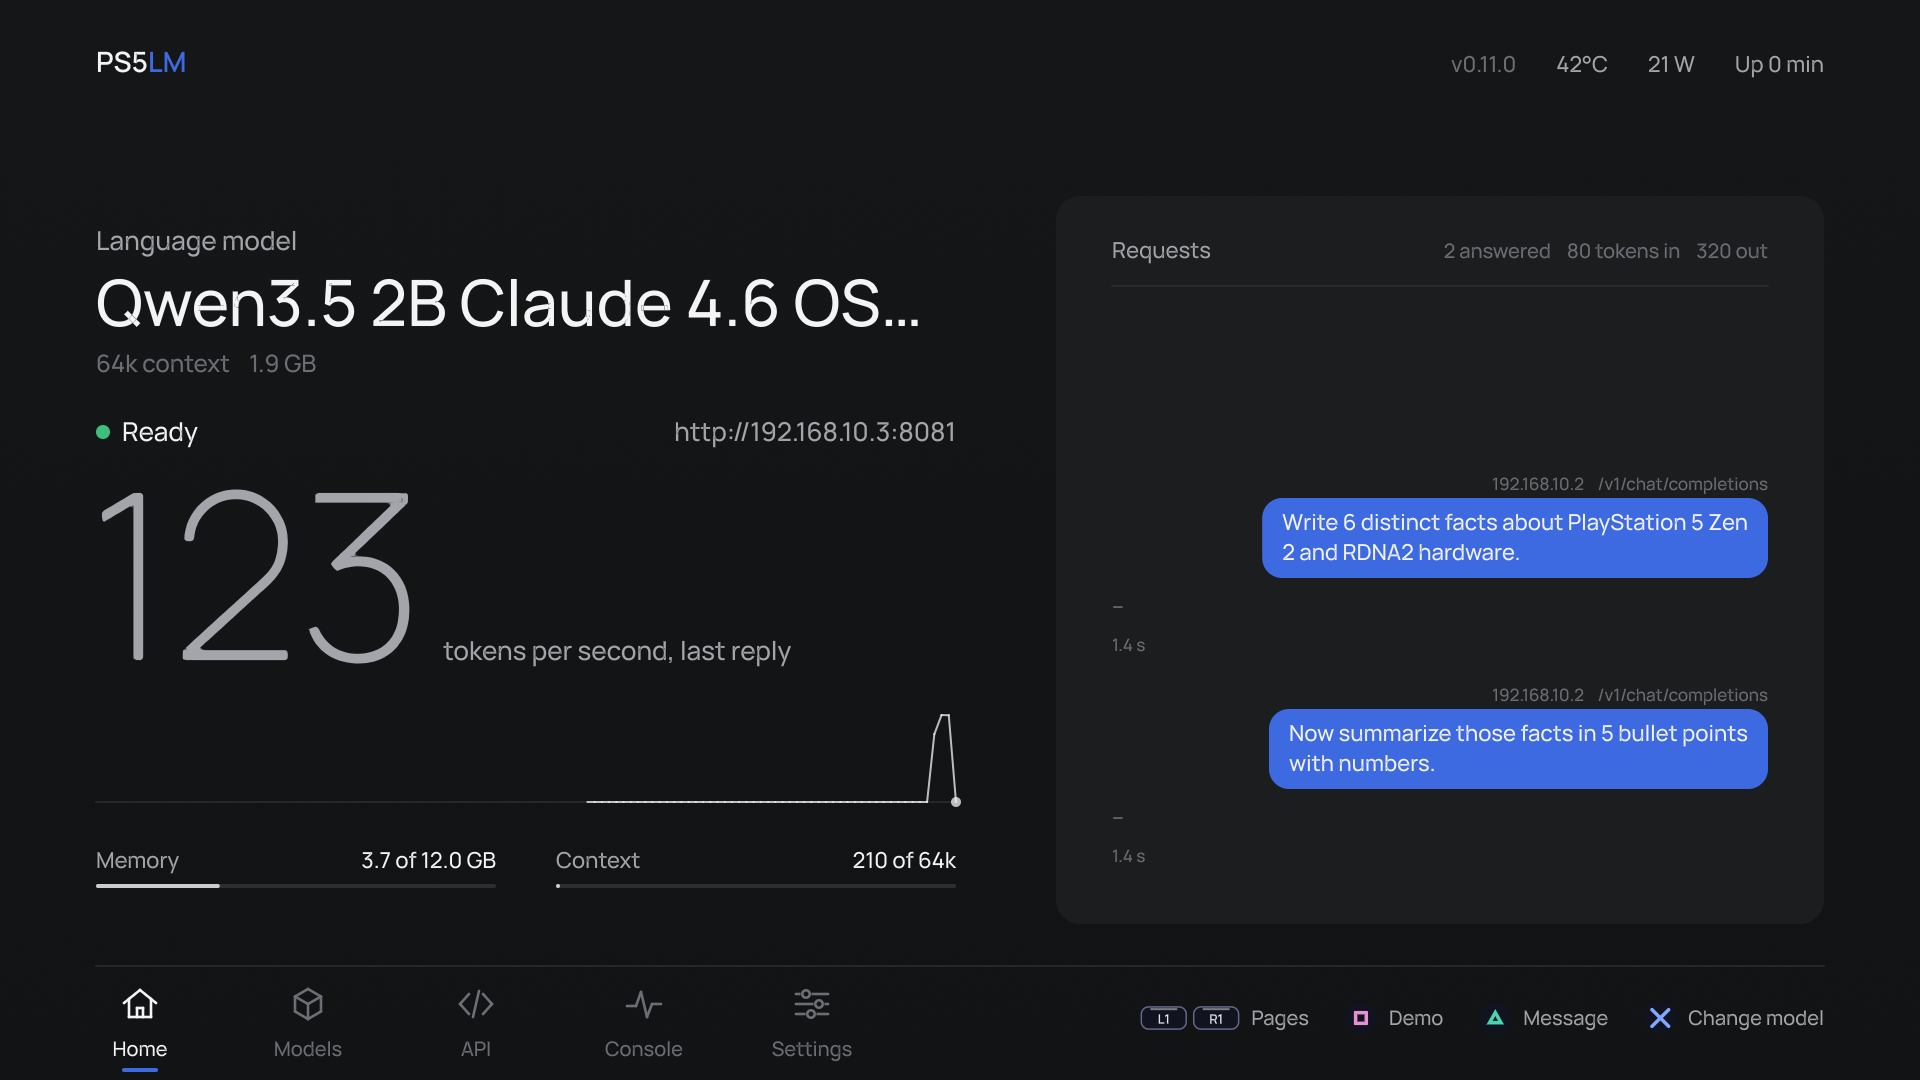 PS5LM
v0.11.0 42°C 21 W Up 0 min
Language model
Qwen3.5 2B Claude 4.6 OS...
64k context 1.9 GB
Ready
http://192.168.10.3:8081
123 tokens per second, last reply
Memory 3.7 of 12.0 GB
Context 210 of 64k
Requests 2 answered 80 tokens in 320 out
192.168.10.2 /v1/chat/completions
Write 6 distinct facts about PlayStation 5 Zen
2 and RDNA2 hardware.
–
1.4 s
192.168.10.2 /v1/chat/completions
Now summarize those facts in 5 bullet points
with numbers.
–
1.4 s
Home
Models
API
Console
Settings
L1 R1 Pages
Demo
Message
Change model